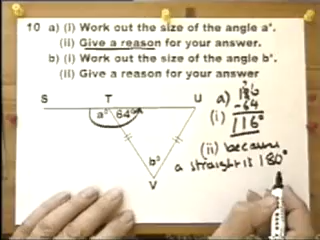 10 a) (i) Work out the size of the angle a°.
(ii) Give a reason for your answer.
b) (i) Work out the size of the angle b°.
(ii) Give a reason for your answer
S T U
a° 64°
b°
V
a)
180
-64
(i) 116°
(ii) because
a straight is 180°